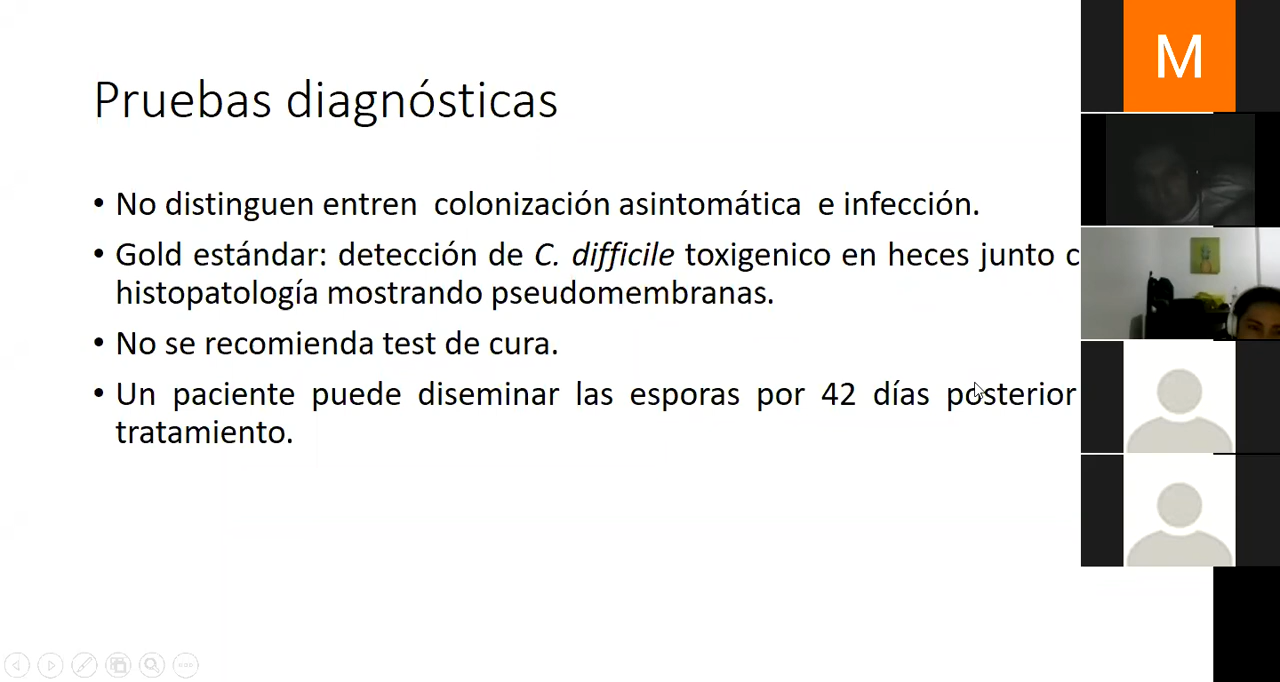 Pruebas diagnósticas
• No distinguen entren colonización asintomática e infección.
• Gold estándar: detección de C. difficile toxigenico en heces junto c
histopatología mostrando pseudomembranas.
• No se recomienda test de cura.
• Un paciente puede diseminar las esporas por 42 días posterior
tratamiento.
M